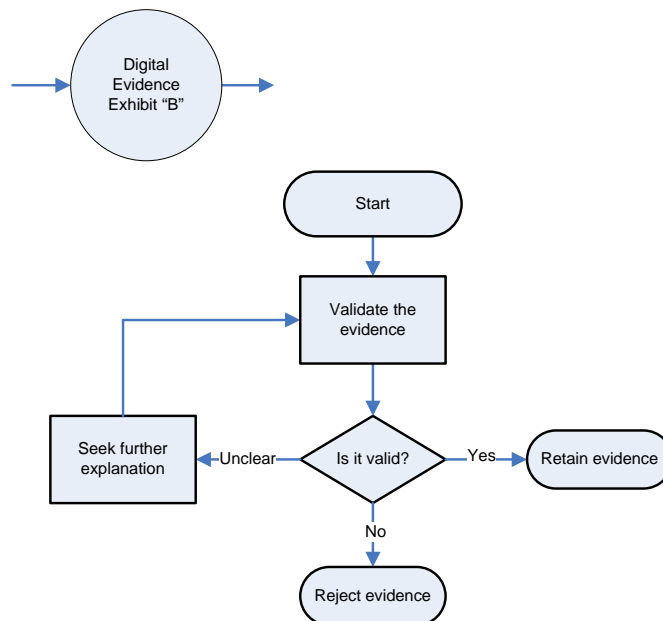 Digital
Evidence
Exhibit “B”
Start
Validate the
evidence
Seek further
explanation
Unclear
Is it valid?
Yes
Retain evidence
No
Reject evidence